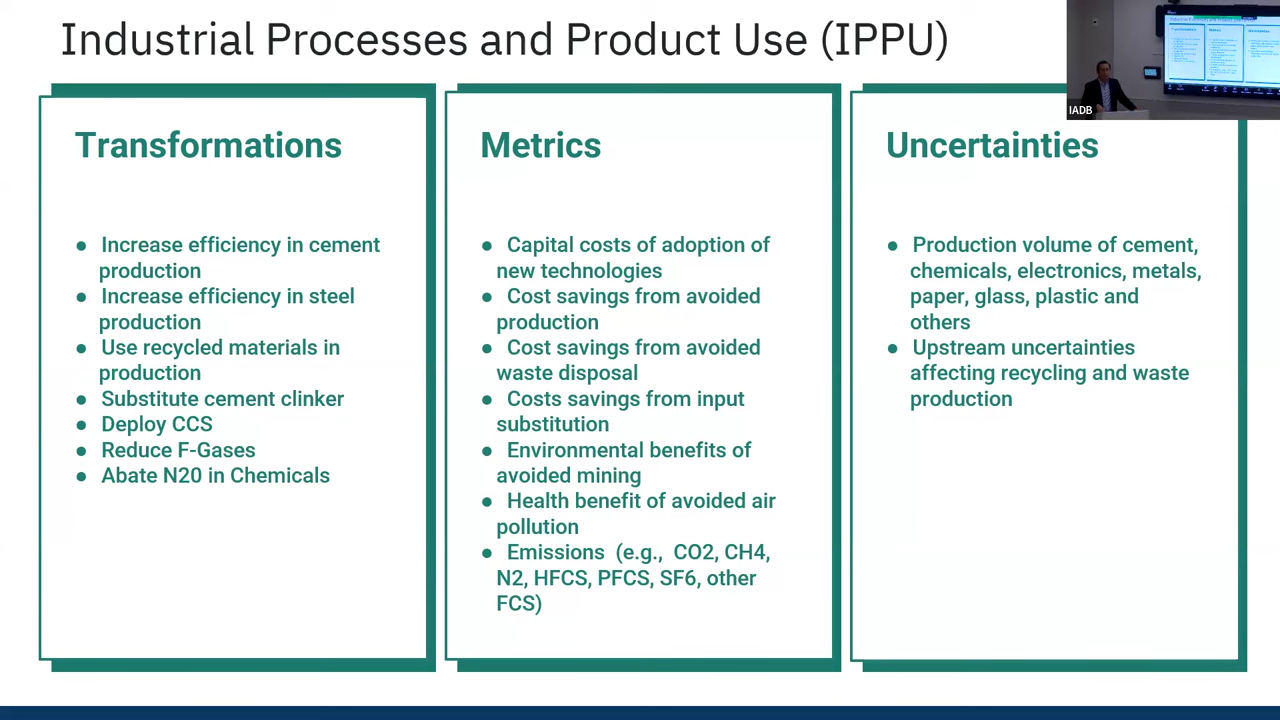 Industrial Processes and Product Use (IPPU)
IADB
Transformations
● Increase efficiency in cement
production
● Increase efficiency in steel
production
● Use recycled materials in
production
● Substitute cement clinker
● Deploy CCS
● Reduce F-Gases
● Abate N20 in Chemicals
Metrics
● Capital costs of adoption of
new technologies
● Cost savings from avoided
production
● Cost savings from avoided
waste disposal
● Costs savings from input
substitution
● Environmental benefits of
avoided mining
● Health benefit of avoided air
pollution
● Emissions (e.g., CO2, CH4,
N2, HFCS, PFCS, SF6, other
FCS)
Uncertainties
● Production volume of cement,
chemicals, electronics, metals,
paper, glass, plastic and
others
● Upstream uncertainties
affecting recycling and waste
production